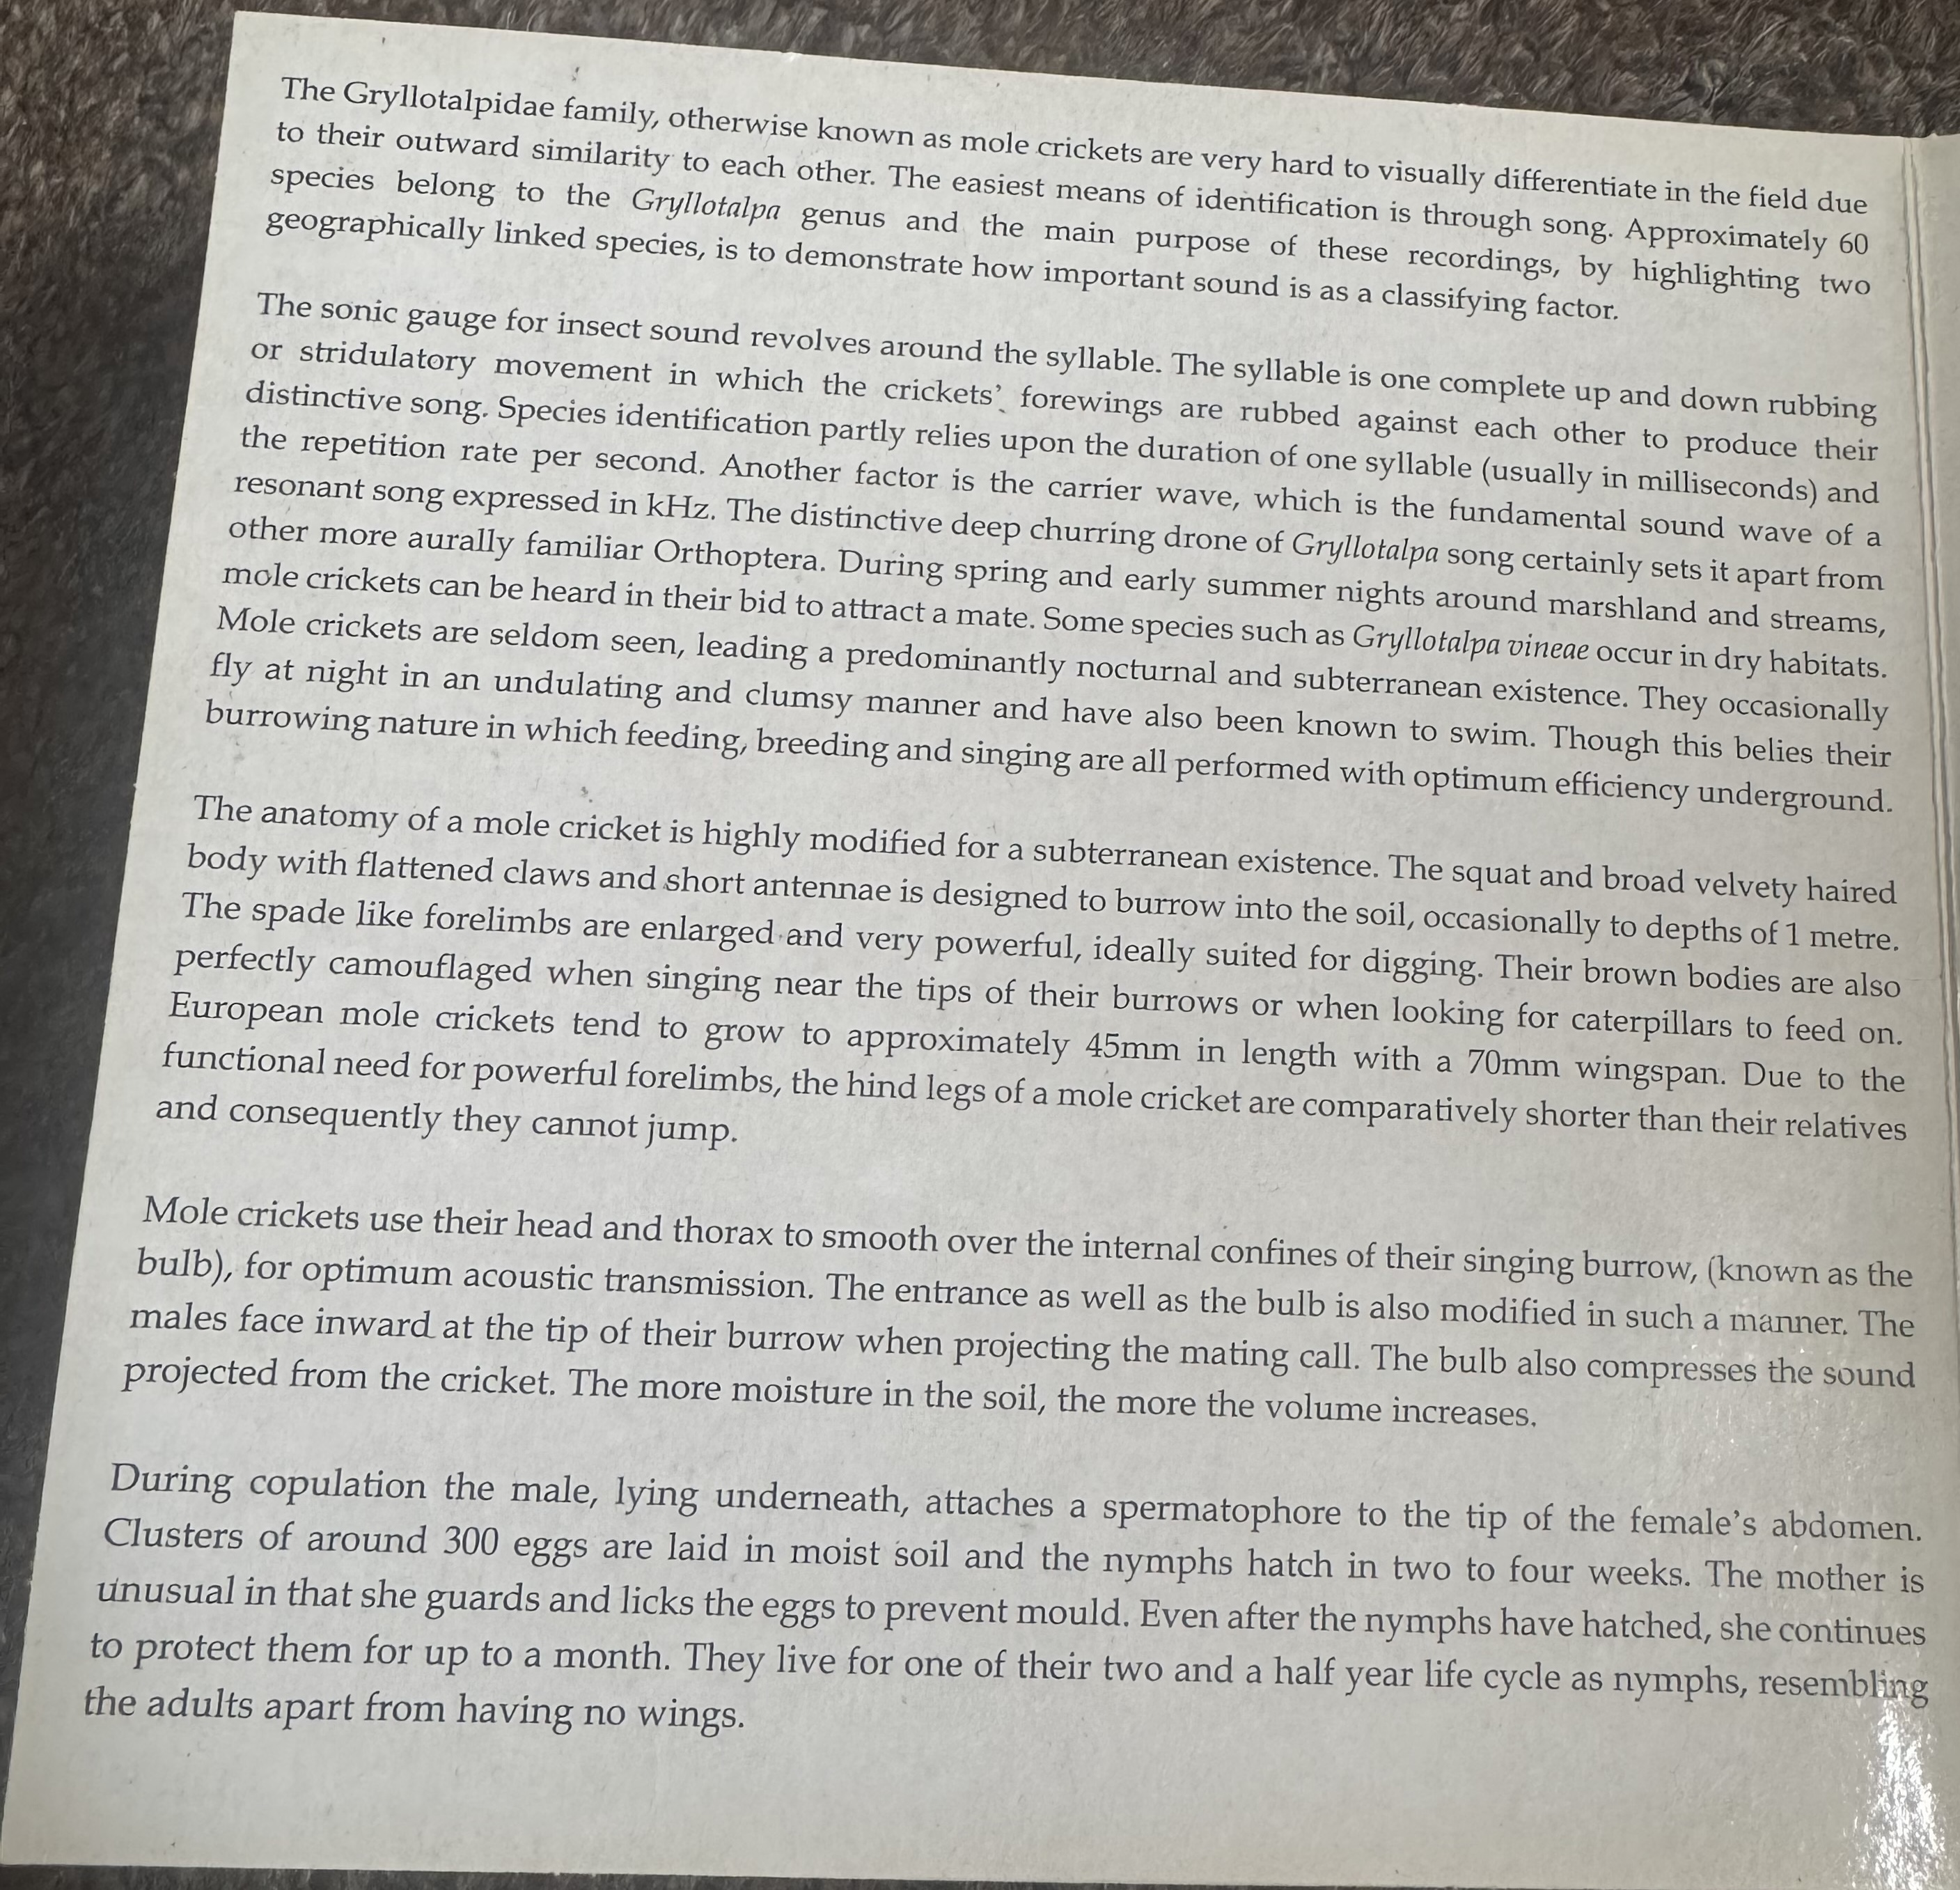 The Gryllotalpidae family, otherwise known as mole crickets are very hard to visually differentiate in the field due
to their outward similarity to each other. The easiest means of identification is through song. Approximately 60
species belong to the Gryllotalpa genus and the main purpose of these recordings, by highlighting two
geographically linked species, is to demonstrate how important sound is as a classifying factor.
The sonic gauge for insect sound revolves around the syllable. The syllable is one complete up and down rubbing
or stridulatory movement in which the crickets’ forewings are rubbed against each other to produce their
distinctive song. Species identification partly relies upon the duration of one syllable (usually in milliseconds) and
the repetition rate per second. Another factor is the carrier wave, which is the fundamental sound wave of a
resonant song expressed in kHz. The distinctive deep churring drone of Gryllotalpa song certainly sets it apart from
other more aurally familiar Orthoptera. During spring and early summer nights around marshland and streams,
mole crickets can be heard in their bid to attract a mate. Some species such as Gryllotalpa vineae occur in dry habitats.
Mole crickets are seldom seen, leading a predominantly nocturnal and subterranean existence. They occasionally
fly at night in an undulating and clumsy manner and have also been known to swim. Though this belies their
burrowing nature in which feeding, breeding and singing are all performed with optimum efficiency underground.
The anatomy of a mole cricket is highly modified for a subterranean existence. The squat and broad velvety haired
body with flattened claws and short antennae is designed to burrow into the soil, occasionally to depths of 1 metre.
The spade like forelimbs are enlarged and very powerful, ideally suited for digging. Their brown bodies are also
perfectly camouflaged when singing near the tips of their burrows or when looking for caterpillars to feed on.
European mole crickets tend to grow to approximately 45mm in length with a 70mm wingspan. Due to the
functional need for powerful forelimbs, the hind legs of a mole cricket are comparatively shorter than their relatives
and consequently they cannot jump.
Mole crickets use their head and thorax to smooth over the internal confines of their singing burrow, (known as the
bulb), for optimum acoustic transmission. The entrance as well as the bulb is also modified in such a manner. The
males face inward at the tip of their burrow when projecting the mating call. The bulb also compresses the sound
projected from the cricket. The more moisture in the soil, the more the volume increases.
During copulation the male, lying underneath, attaches a spermatophore to the tip of the female’s abdomen.
Clusters of around 300 eggs are laid in moist soil and the nymphs hatch in two to four weeks. The mother is
unusual in that she guards and licks the eggs to prevent mould. Even after the nymphs have hatched, she continues
to protect them for up to a month. They live for one of their two and a half year life cycle as nymphs, resembling
the adults apart from having no wings.